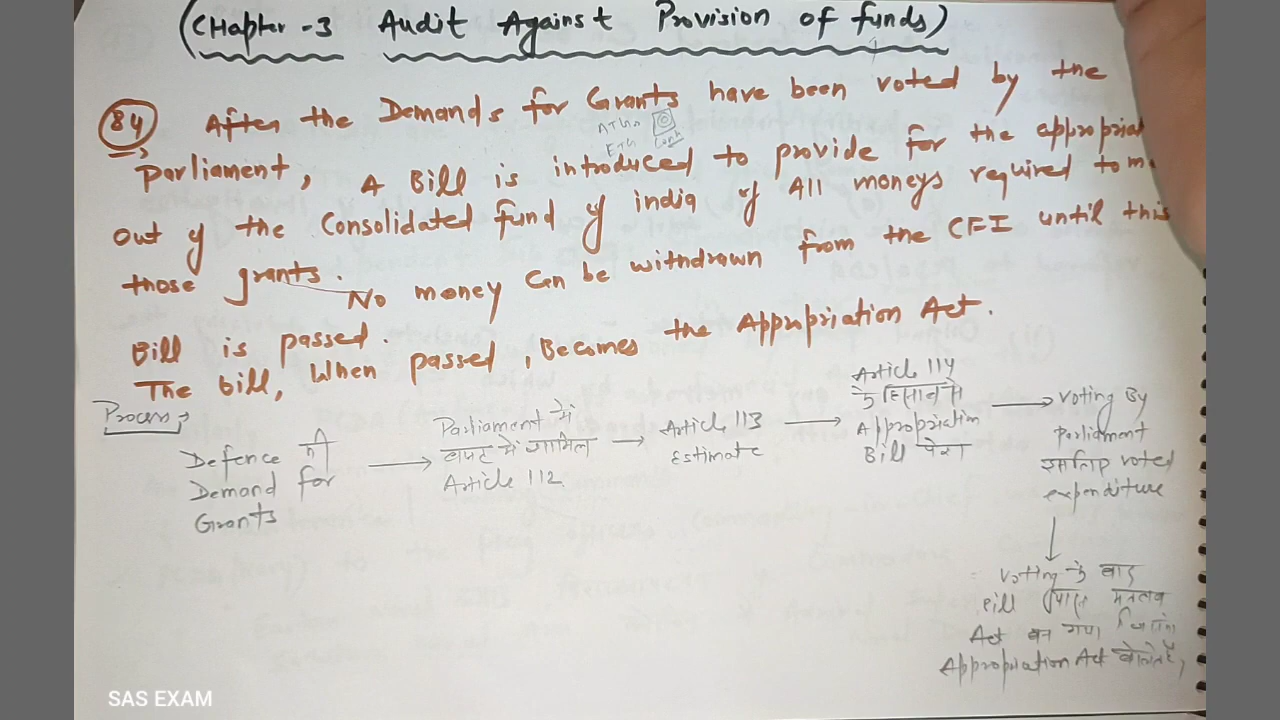 (Chapter -3 Audit Against Provision of funds)
84 After the Demands for Grants have been voted by the
Parliament, A Bill is introduced to provide for the appropriat
out of the Consolidated fund of india of All moneys required to m
those grants. No money can be withdrawn from the CFI until this
Bill is passed.
The bill, When passed, Becomes the Appropriation Act.
Process,
Defence ने
Demand for
Grants
Parliament में
बजट में शामिल
Article 112
Article 113
Estimate
Article 114
के हिसाब से
Appropriation
Bill पेश
Voting By
parliament
इसलिए voted
expenditure
Voting के बाद
Bill पास मतलब
Act बन गया जिसे
Appropriation Act बोलते हैं,
SAS EXAM